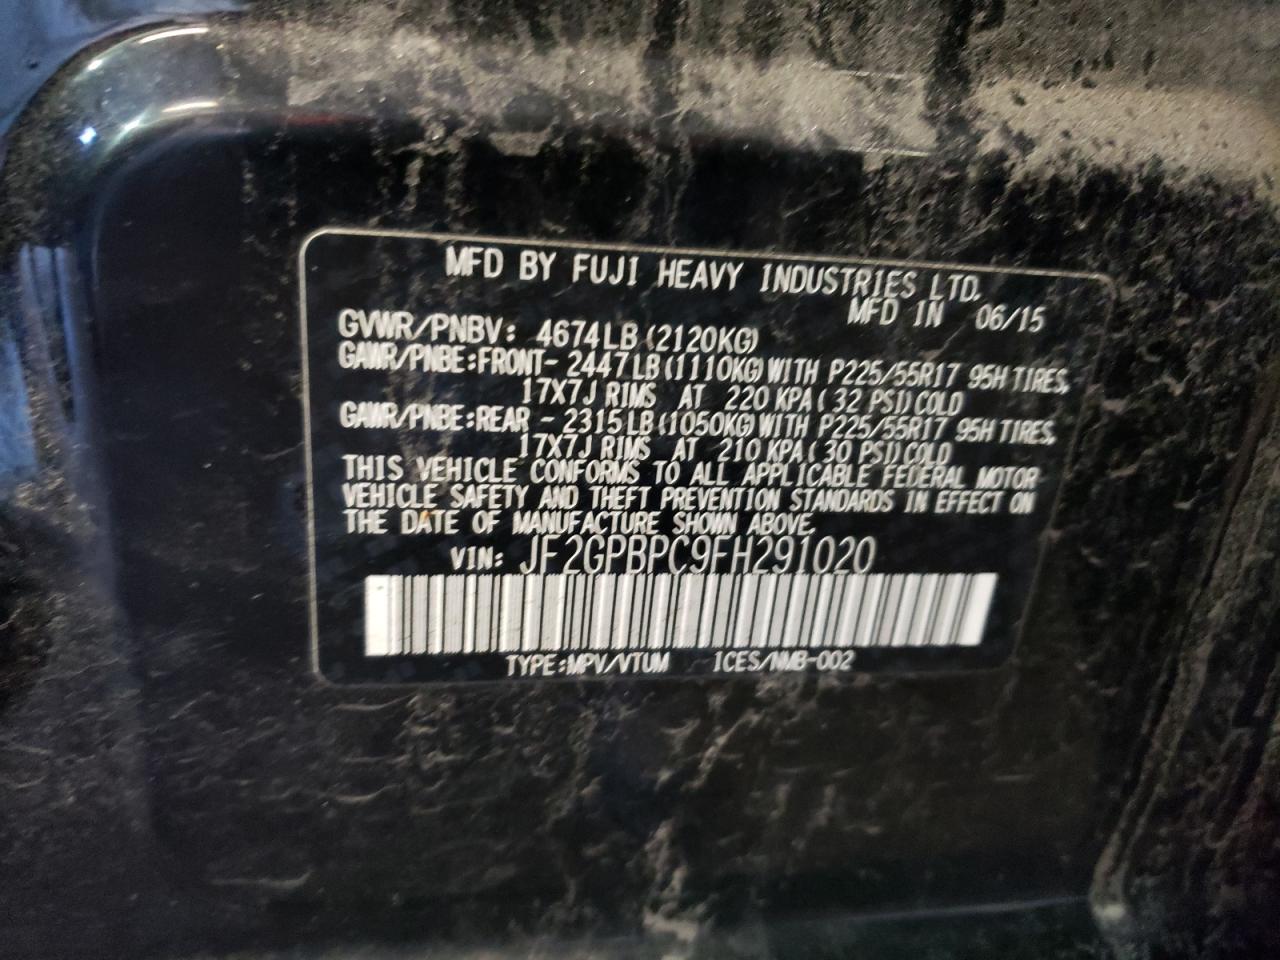 MFD BY FUJI HEAVY INDUSTRIES LTD.
MFD IN 06/15
GVWR/PNBV: 4674LB (2120KG)
GAWR/PNBE:FRONT- 2447LB(1110KG)WITH P225/55R17 95H TIRES,
17X7J RIMS AT 220 KPA( 32 PSI)COLD
GAWR/PNBE:REAR - 2315LB(1050KG)WITH P225/55R17 95H TIRES,
17X7J RIMS AT 210 KPA( 30 PSI)COLD
THIS VEHICLE CONFORMS TO ALL APPLICABLE FEDERAL MOTOR
VEHICLE SAFETY AND THEFT PREVENTION STANDARDS IN EFFECT ON
THE DATE OF MANUFACTURE SHOWN ABOVE.
VIN: JF2GPBPC9FH291020
TYPE:MPV/VTUM ICES/NMB-002